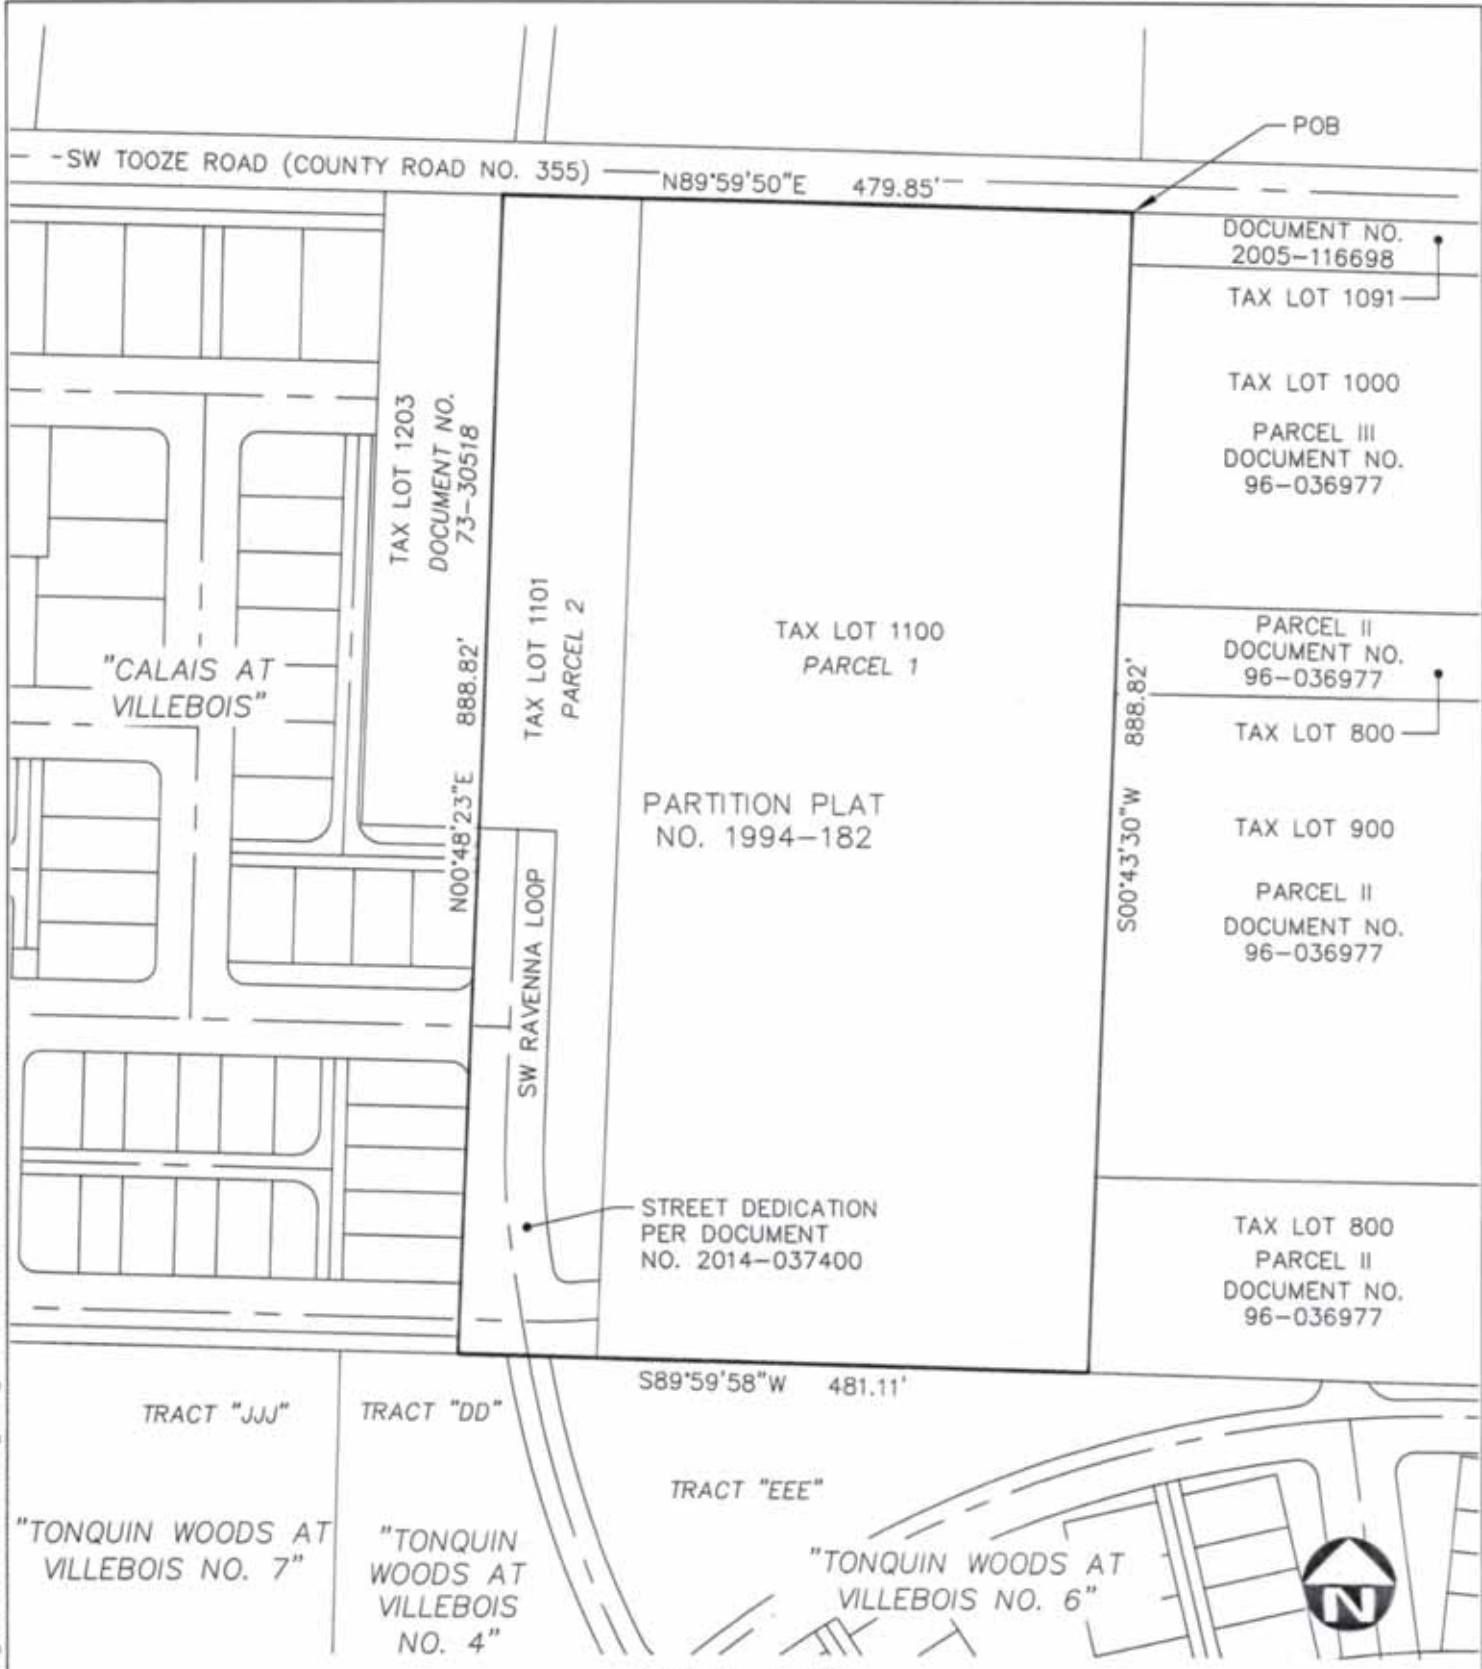 POB
SW TOOZE ROAD (COUNTY ROAD NO. 355)
N89°59'50"E 479.85'
DOCUMENT NO.
2005-116698
TAX LOT 1091
TAX LOT 1000
PARCEL III
DOCUMENT NO.
96-036977
TAX LOT 1203
DOCUMENT NO.
73-30518
TAX LOT 1101
PARCEL 2
TAX LOT 1100
PARCEL 1
PARCEL II
DOCUMENT NO.
96-036977
TAX LOT 800
"CALAIS AT
VILLEBOIS"
N00°48'23"E 888.82'
S00°43'30"W 888.82'
PARTITION PLAT
NO. 1994-182
TAX LOT 900
PARCEL II
DOCUMENT NO.
96-036977
SW RAVENNA LOOP
STREET DEDICATION
PER DOCUMENT
NO. 2014-037400
TAX LOT 800
PARCEL II
DOCUMENT NO.
96-036977
S89°59'58"W 481.11'
TRACT "JJJ"
TRACT "DD"
TRACT "EEE"
"TONQUIN WOODS AT
VILLEBOIS NO. 7"
"TONQUIN
WOODS AT
VILLEBOIS
NO. 4"
"TONQUIN WOODS AT
VILLEBOIS NO. 6"
N